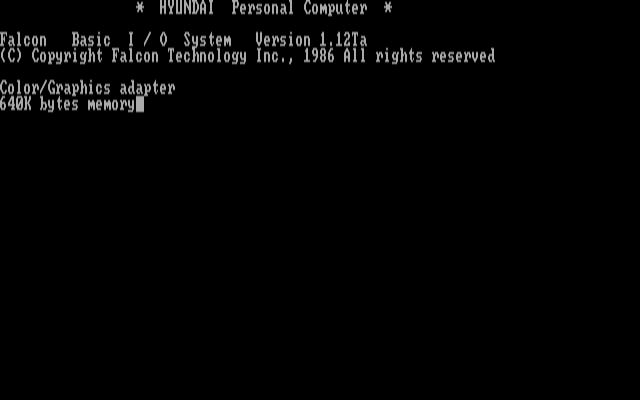 * HYUNDAI Personal Computer *
Falcon Basic I / O System Version 1.12Ta
(C) Copyright Falcon Technology Inc., 1986 All rights reserved
Color/Graphics adapter
640K bytes memory